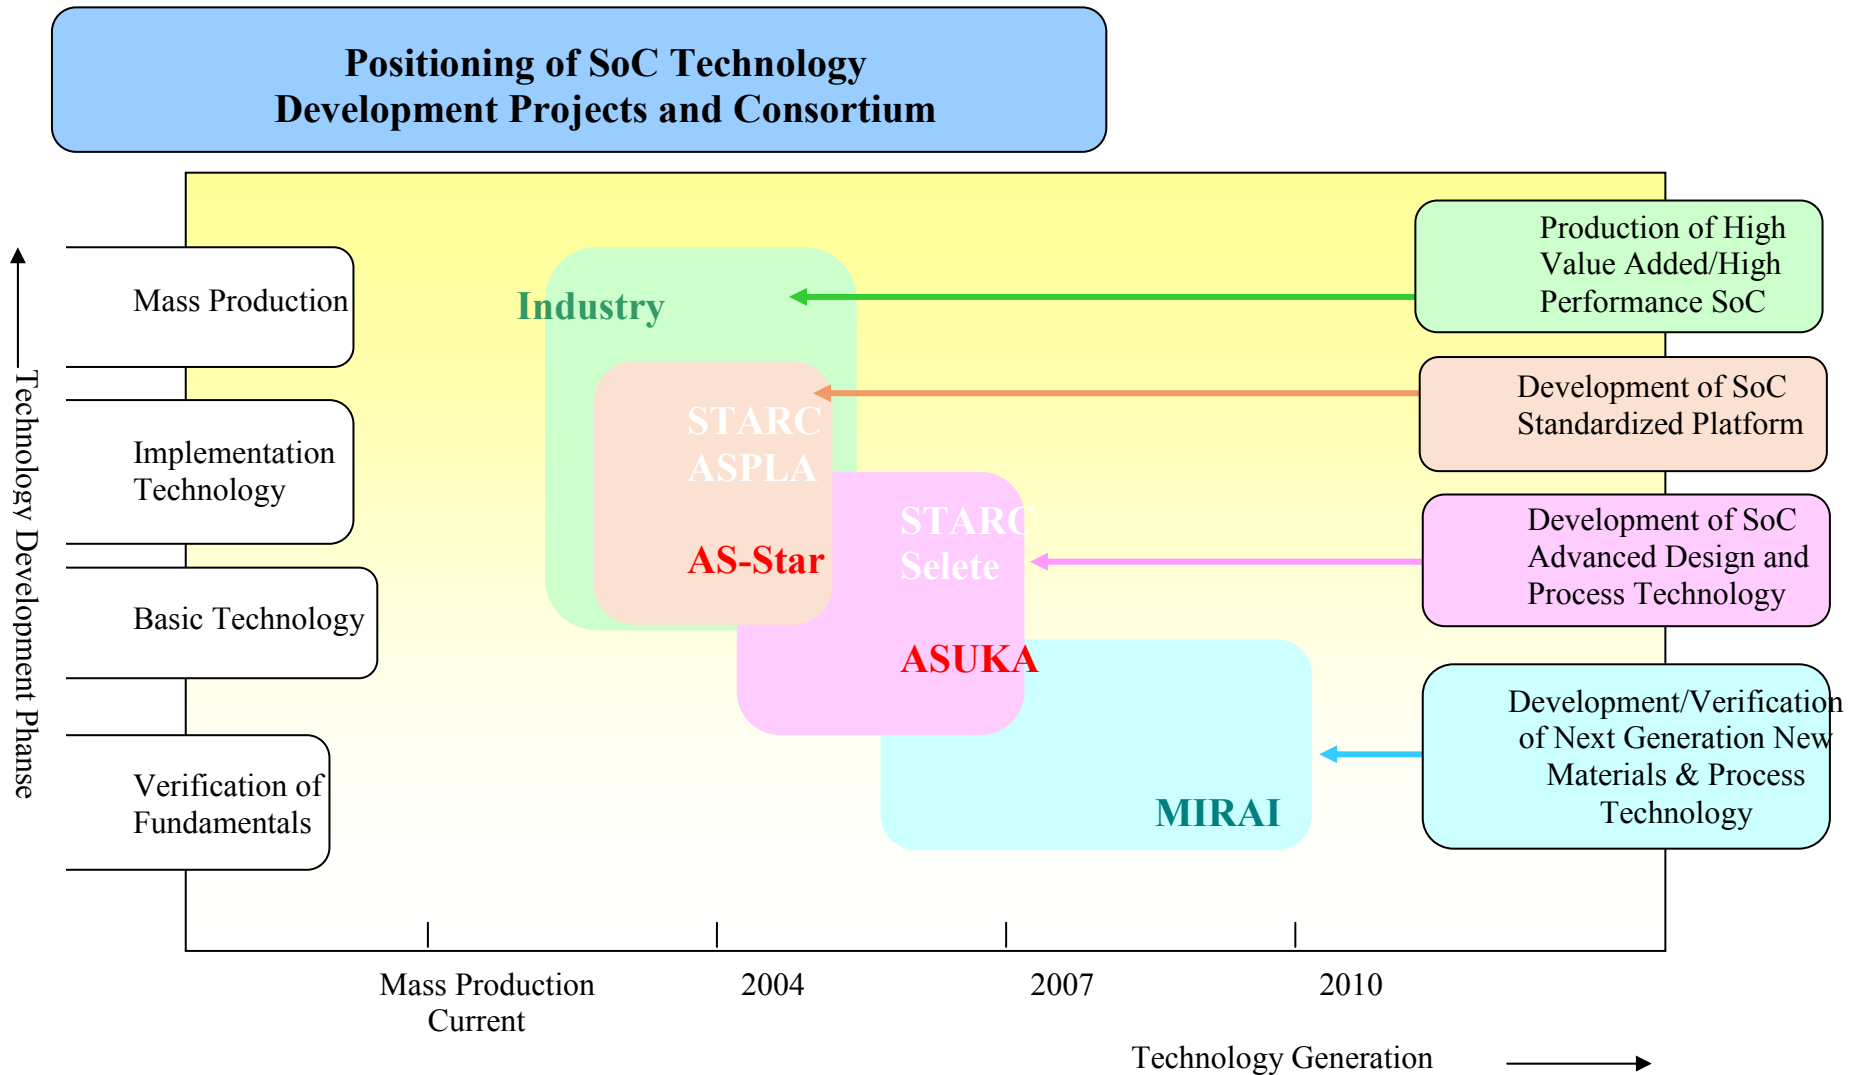 Positioning of SoC Technology
Development Projects and Consortium
Technology Development Phanse
Mass Production
Implementation
Technology
Basic Technology
Verification of
Fundamentals
Industry
STARC
ASPLA
AS-Star
STARC
Selete
ASUKA
MIRAI
Production of High
Value Added/High
Performance SoC
Development of SoC
Standardized Platform
Development of SoC
Advanced Design and
Process Technology
Development/Verification
of Next Generation New
Materials & Process
Technology
Mass Production
Current
2004
2007
2010
Technology Generation